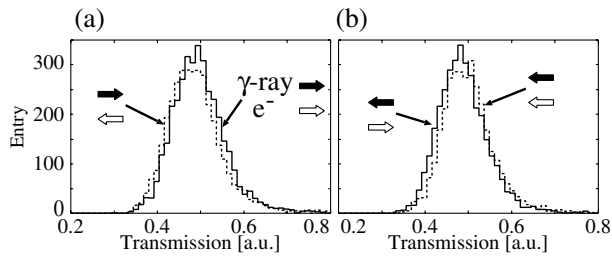 (a)
(b)
300
200
100
0
Entry
γ-ray
e-
0.2 0.4 0.6 0.8
0.2 0.4 0.6 0.8
Transmission [a.u.]
Transmission [a.u.]